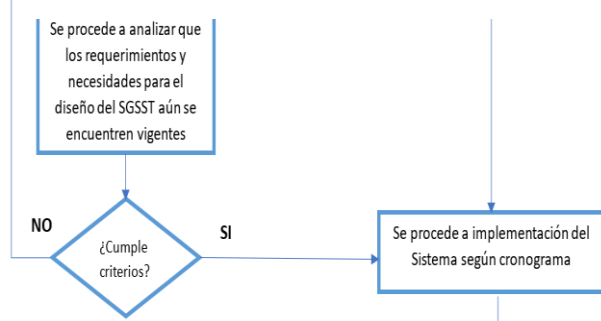 Se procede a analizar que
los requerimientos y
necesidades para el
diseño del SGSST aún se
encuentren vigentes
NO
¿Cumple
criterios?
SI
Se procede a implementación del
Sistema según cronograma